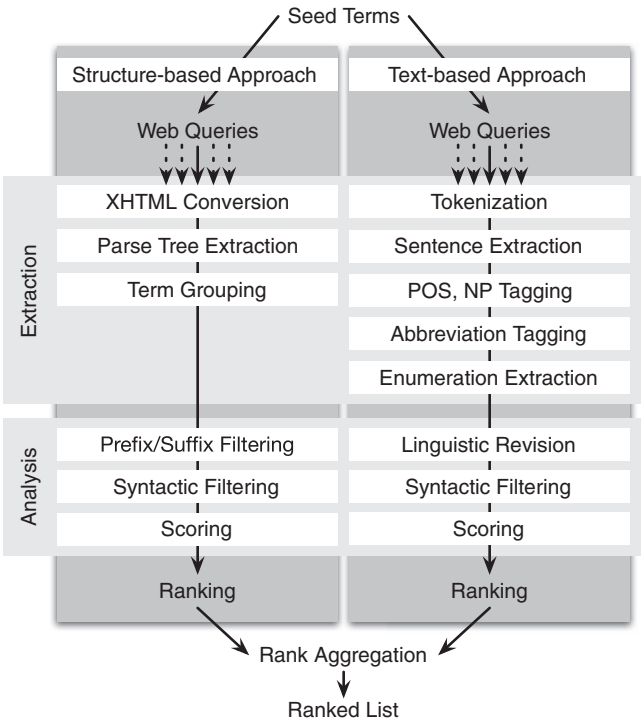 Seed Terms
Structure-based Approach
Web Queries
Text-based Approach
Web Queries
Extraction
XHTML Conversion
Parse Tree Extraction
Term Grouping
Tokenization
Sentence Extraction
POS, NP Tagging
Abbreviation Tagging
Enumeration Extraction
Analysis
Prefix/Suffix Filtering
Syntactic Filtering
Scoring
Linguistic Revision
Syntactic Filtering
Scoring
Ranking
Ranking
Rank Aggregation
Ranked List